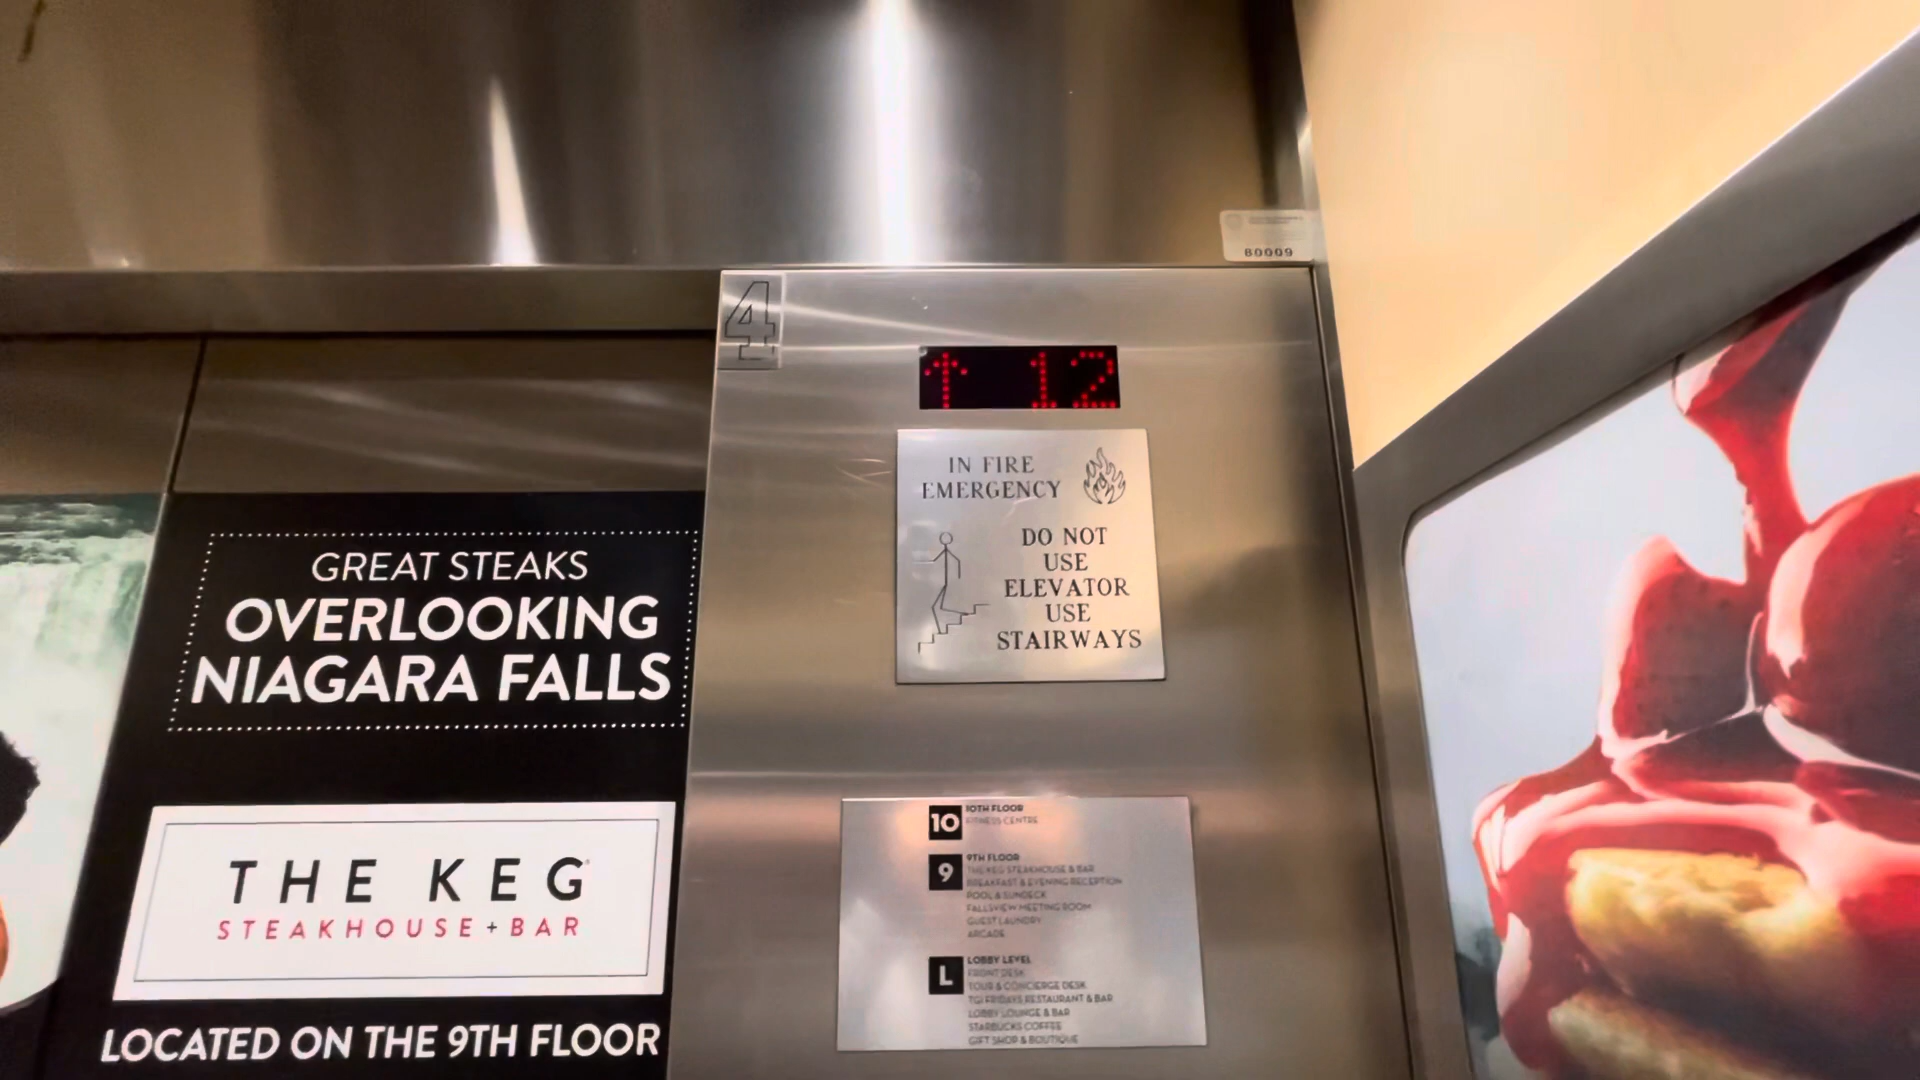 80009
4
↑ 12
IN FIRE
EMERGENCY
DO NOT
USE
ELEVATOR
USE
STAIRWAYS
GREAT STEAKS
OVERLOOKING
NIAGARA FALLS
THE KEG
STEAKHOUSE + BAR
LOCATED ON THE 9TH FLOOR
10 10TH FLOOR
FITNESS CENTRE
9 9TH FLOOR
THE KEG STEAKHOUSE & BAR
BREAKFAST & EVENING RECEPTION
POOL & SUNDECK
FALLSVIEW MEETING ROOM
GUEST LAUNDRY
ARCADE
L LOBBY LEVEL
FRONT DESK
TOUR & CONCIERGE DESK
TGI FRIDAYS RESTAURANT & BAR
LOBBY LOUNGE & BAR
STARBUCKS COFFEE
GIFT SHOP & BOUTIQUE